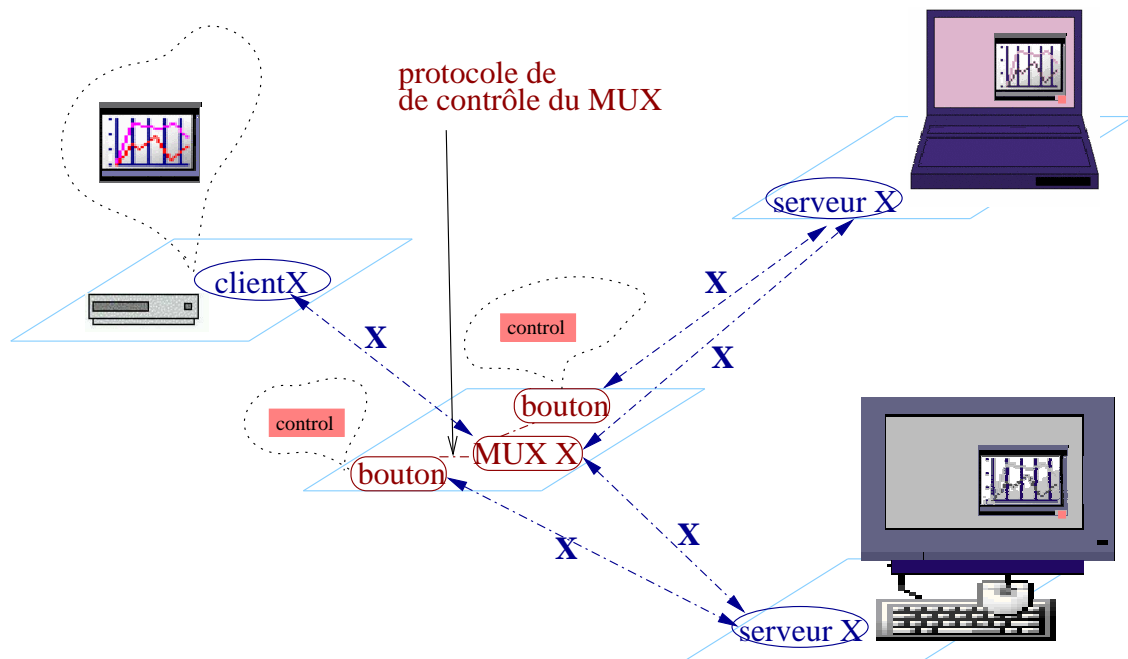 protocole de
de contrôle du MUX
serveur X
clientX
X
control
X
X
bouton
control
MUX X
bouton
X
X
serveur X